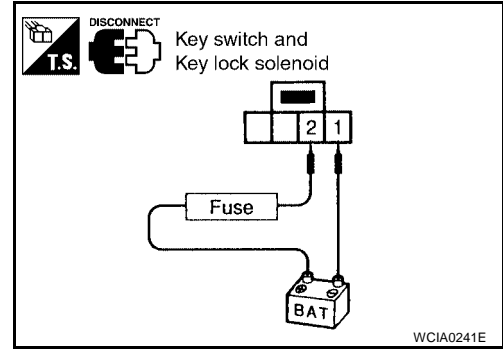 DISCONNECT
T.S.
Key switch and
Key lock solenoid
2 1
Fuse
BAT
WCIA0241E